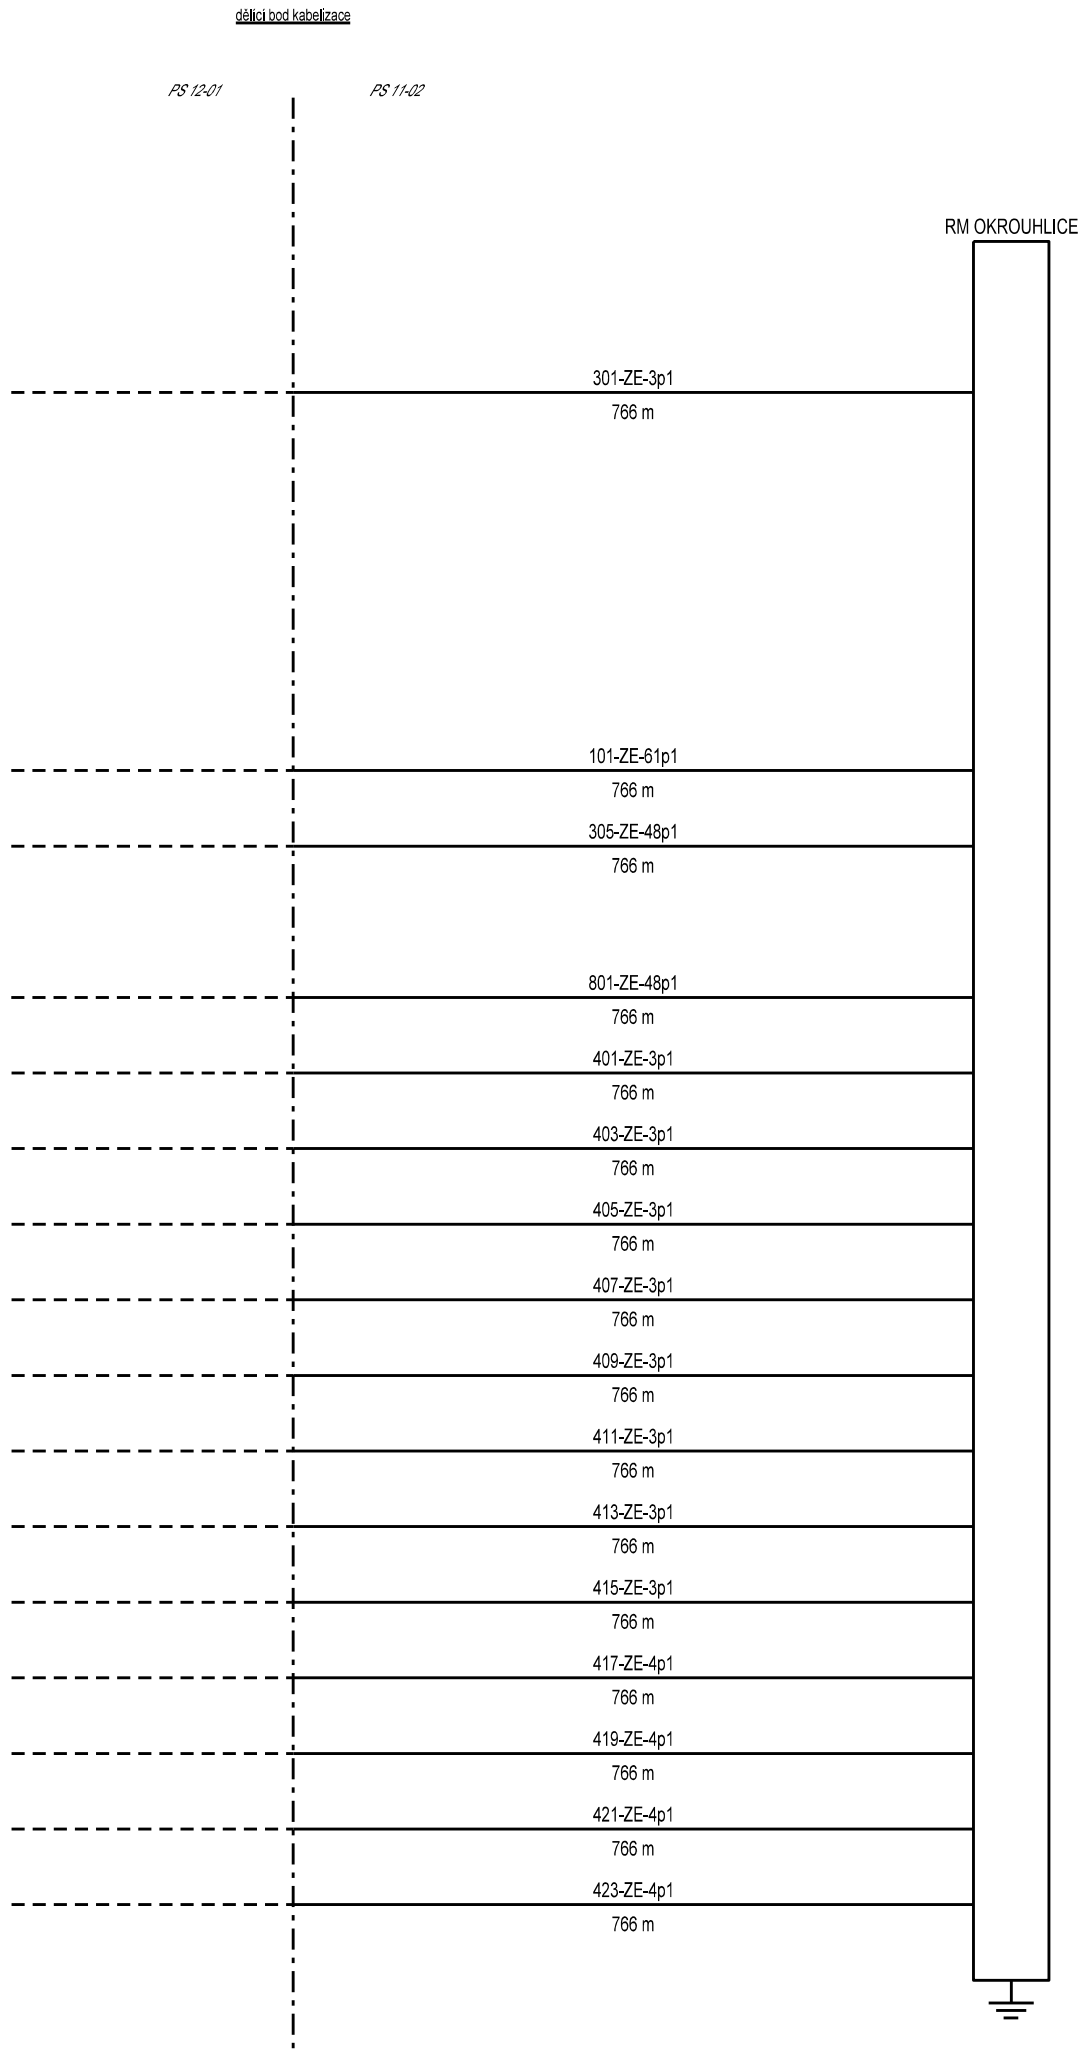 dělící bod kabelizace
PS 12-01
PS 11-02
RM OKROUHLICE
301-ZE-3p1
766 m
101-ZE-61p1
766 m
305-ZE-48p1
766 m
801-ZE-48p1
766 m
401-ZE-3p1
766 m
403-ZE-3p1
766 m
405-ZE-3p1
766 m
407-ZE-3p1
766 m
409-ZE-3p1
766 m
411-ZE-3p1
766 m
413-ZE-3p1
766 m
415-ZE-3p1
766 m
417-ZE-4p1
766 m
419-ZE-4p1
766 m
421-ZE-4p1
766 m
423-ZE-4p1
766 m